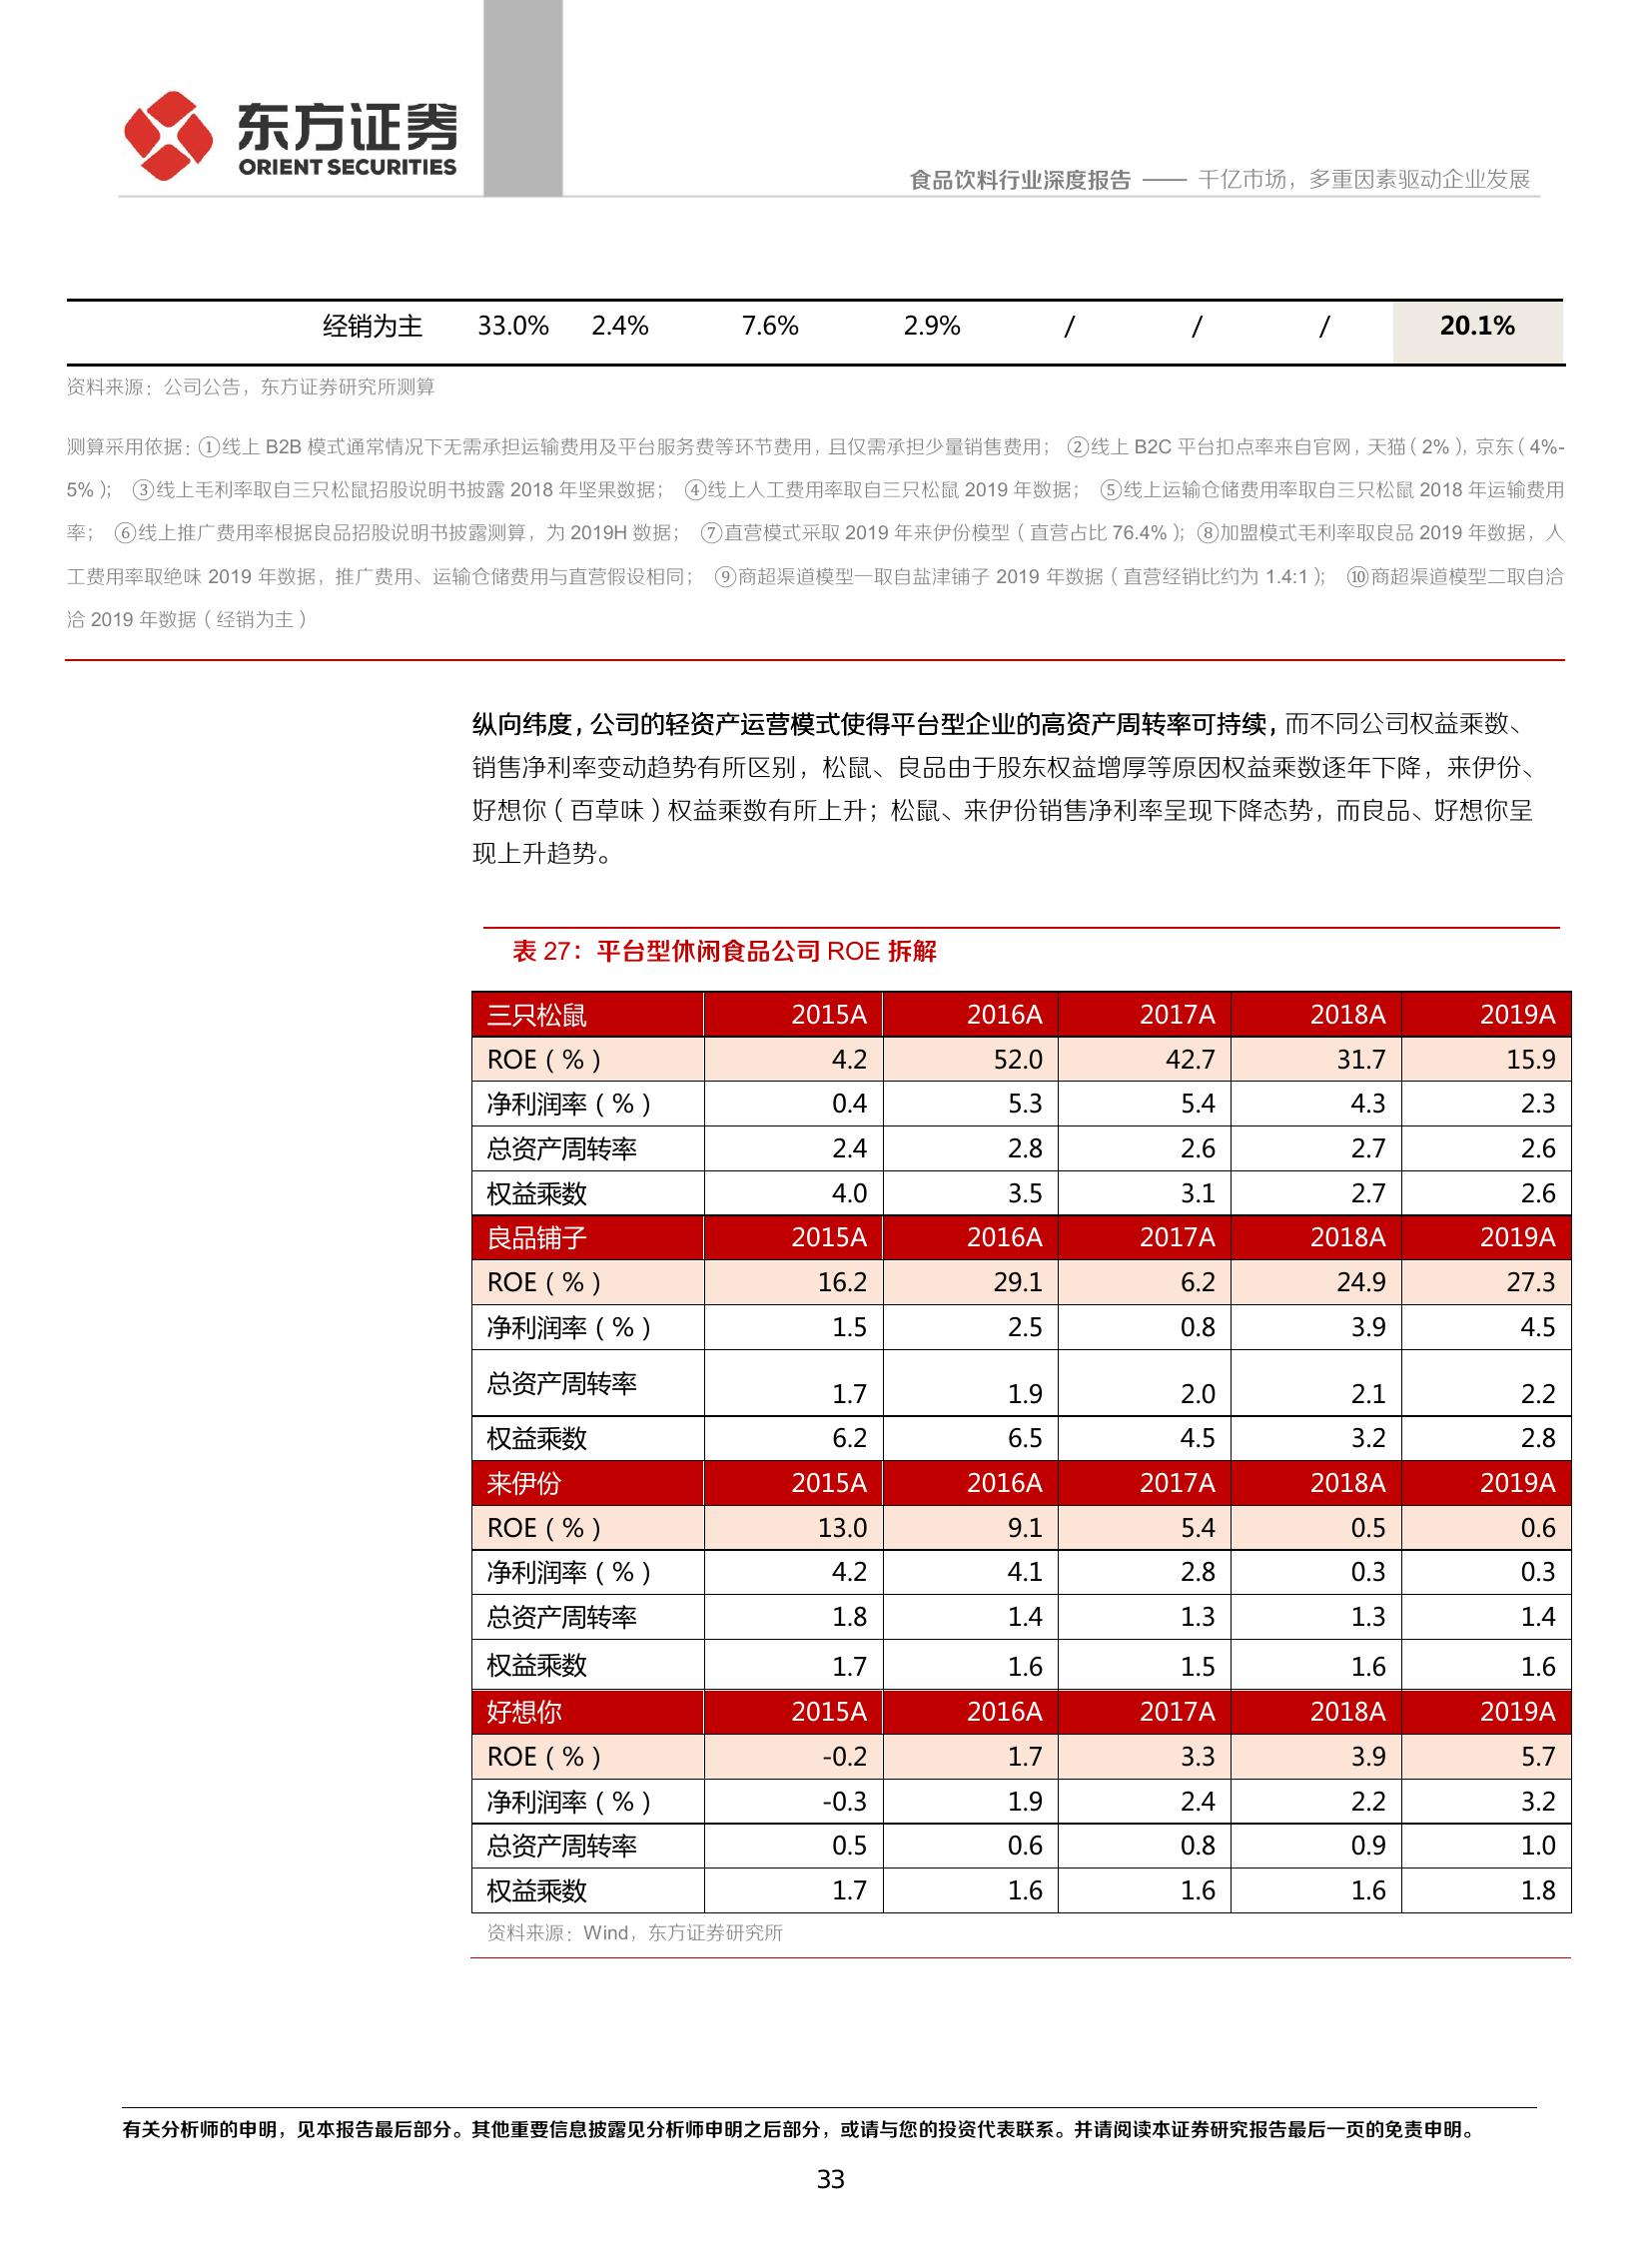 东方证券
ORIENT SECURITIES
食品饮料行业深度报告 —— 千亿市场，多重因素驱动企业发展
经销为主 33.0% 2.4% 7.6% 2.9% / / / 20.1%
资料来源：公司公告，东方证券研究所测算
测算采用依据：①线上 B2B 模式通常情况下无需承担运输费用及平台服务费等环节费用，且仅需承担少量销售费用； ②线上 B2C 平台扣点率来自官网，天猫（2%），京东（4%-
5%）； ③线上毛利率取自三只松鼠招股说明书披露 2018 年坚果数据； ④线上人工费用率取自三只松鼠 2019 年数据； ⑤线上运输仓储费用率取自三只松鼠 2018 年运输费用
率； ⑥线上推广费用率根据良品招股说明书披露测算，为 2019H 数据； ⑦直营模式采取 2019 年来伊份模型（直营占比 76.4%）；⑧加盟模式毛利率取良品 2019 年数据，人
工费用率取绝味 2019 年数据，推广费用、运输仓储费用与直营假设相同； ⑨商超渠道模型一取自盐津铺子 2019 年数据（直营经销比约为 1.4:1）； ⑩商超渠道模型二取自洽
洽 2019 年数据（经销为主）
纵向纬度，公司的轻资产运营模式使得平台型企业的高资产周转率可持续，而不同公司权益乘数、
销售净利率变动趋势有所区别，松鼠、良品由于股东权益增厚等原因权益乘数逐年下降，来伊份、
好想你（百草味）权益乘数有所上升；松鼠、来伊份销售净利率呈现下降态势，而良品、好想你呈
现上升趋势。
表 27：平台型休闲食品公司 ROE 拆解
三只松鼠 2015A 2016A 2017A 2018A 2019A
ROE（%） 4.2 52.0 42.7 31.7 15.9
净利润率（%） 0.4 5.3 5.4 4.3 2.3
总资产周转率 2.4 2.8 2.6 2.7 2.6
权益乘数 4.0 3.5 3.1 2.7 2.6
良品铺子 2015A 2016A 2017A 2018A 2019A
ROE（%） 16.2 29.1 6.2 24.9 27.3
净利润率（%） 1.5 2.5 0.8 3.9 4.5
总资产周转率 1.7 1.9 2.0 2.1 2.2
权益乘数 6.2 6.5 4.5 3.2 2.8
来伊份 2015A 2016A 2017A 2018A 2019A
ROE（%） 13.0 9.1 5.4 0.5 0.6
净利润率（%） 4.2 4.1 2.8 0.3 0.3
总资产周转率 1.8 1.4 1.3 1.3 1.4
权益乘数 1.7 1.6 1.5 1.6 1.6
好想你 2015A 2016A 2017A 2018A 2019A
ROE（%） -0.2 1.7 3.3 3.9 5.7
净利润率（%） -0.3 1.9 2.4 2.2 3.2
总资产周转率 0.5 0.6 0.8 0.9 1.0
权益乘数 1.7 1.6 1.6 1.6 1.8
资料来源：Wind，东方证券研究所
有关分析师的申明，见本报告最后部分。其他重要信息披露见分析师申明之后部分，或请与您的投资代表联系。并请阅读本证券研究报告最后一页的免责申明。
33